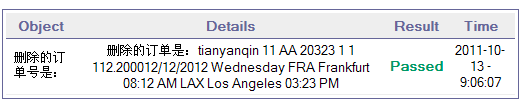 Object Details Result Time
删除的订单号是：
删除的订单是：tianyanqin 11 AA 20323 1 1
112.200012/12/2012 Wednesday FRA Frankfurt
08:12 AM LAX Los Angeles 03:23 PM
Passed
2011-10-
13 -
9:06:07